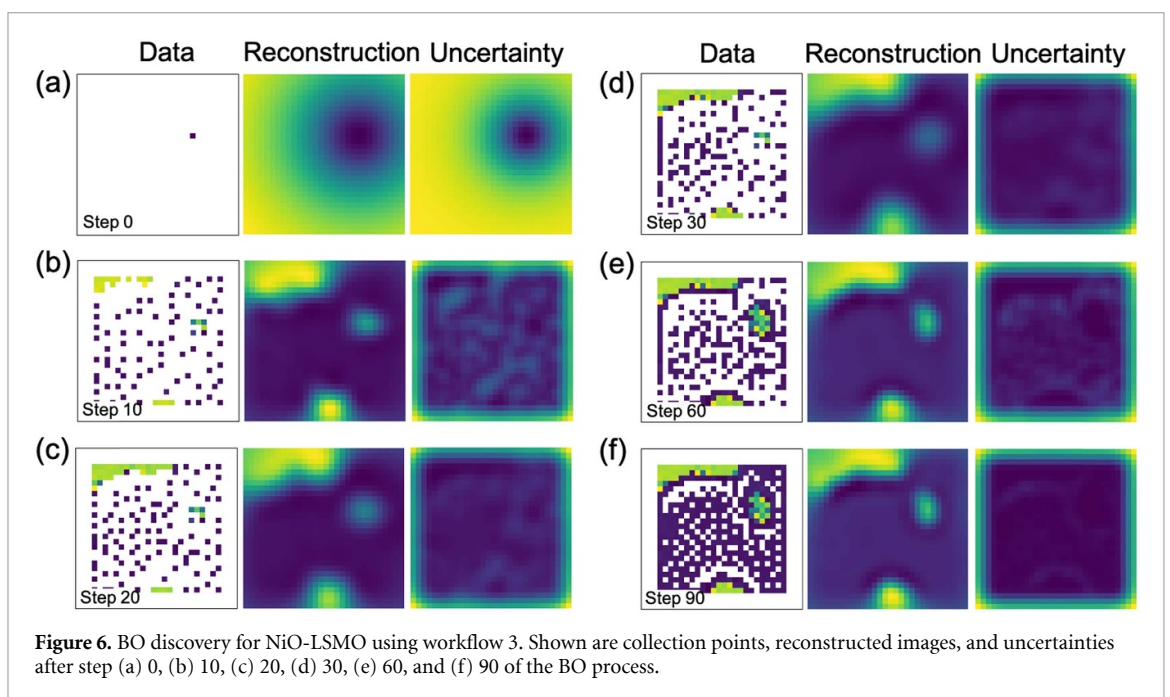 Data Reconstruction Uncertainty
(a)
Step 0
(b)
Step 10
(c)
Step 20
Data Reconstruction Uncertainty
(d)
Step 30
(e)
Step 60
(f)
Step 90
Figure 6. BO discovery for NiO-LSMO using workflow 3. Shown are collection points, reconstructed images, and uncertainties
after step (a) 0, (b) 10, (c) 20, (d) 30, (e) 60, and (f) 90 of the BO process.